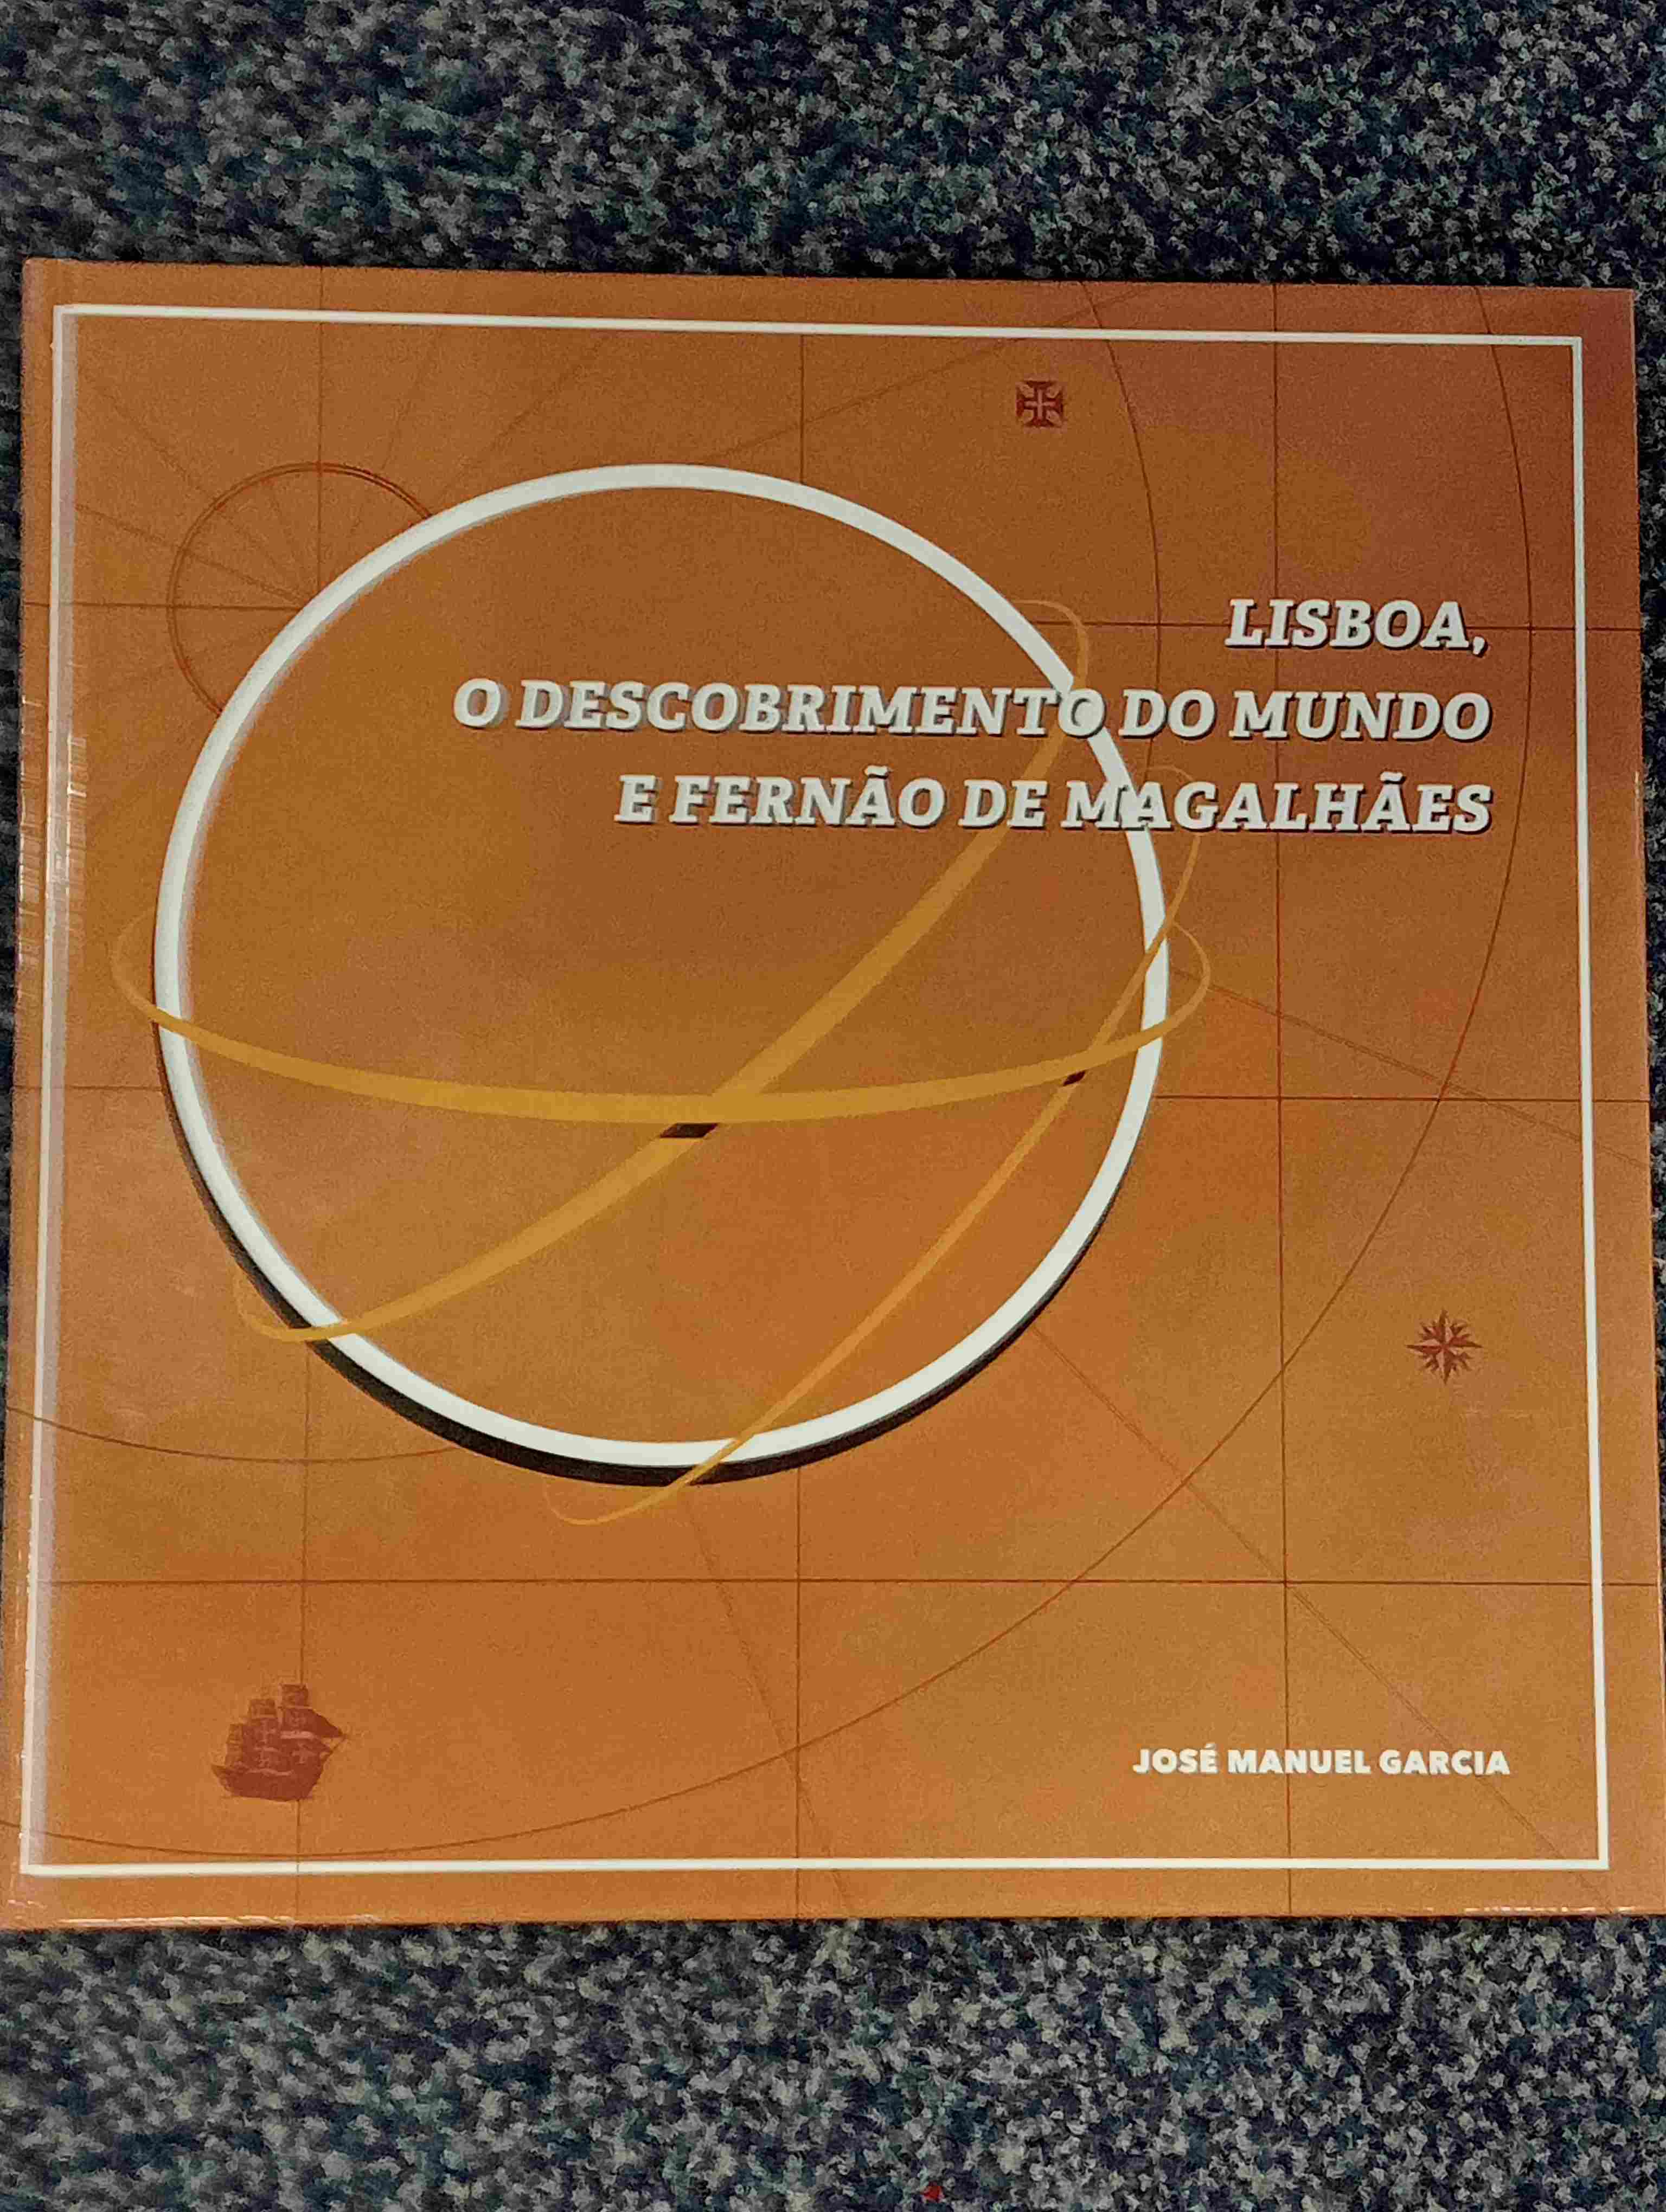 LISBOA,
O DESCOBRIMENTO DO MUNDO
E FERNÃO DE MAGALHÃES
JOSÉ MANUEL GARCIA